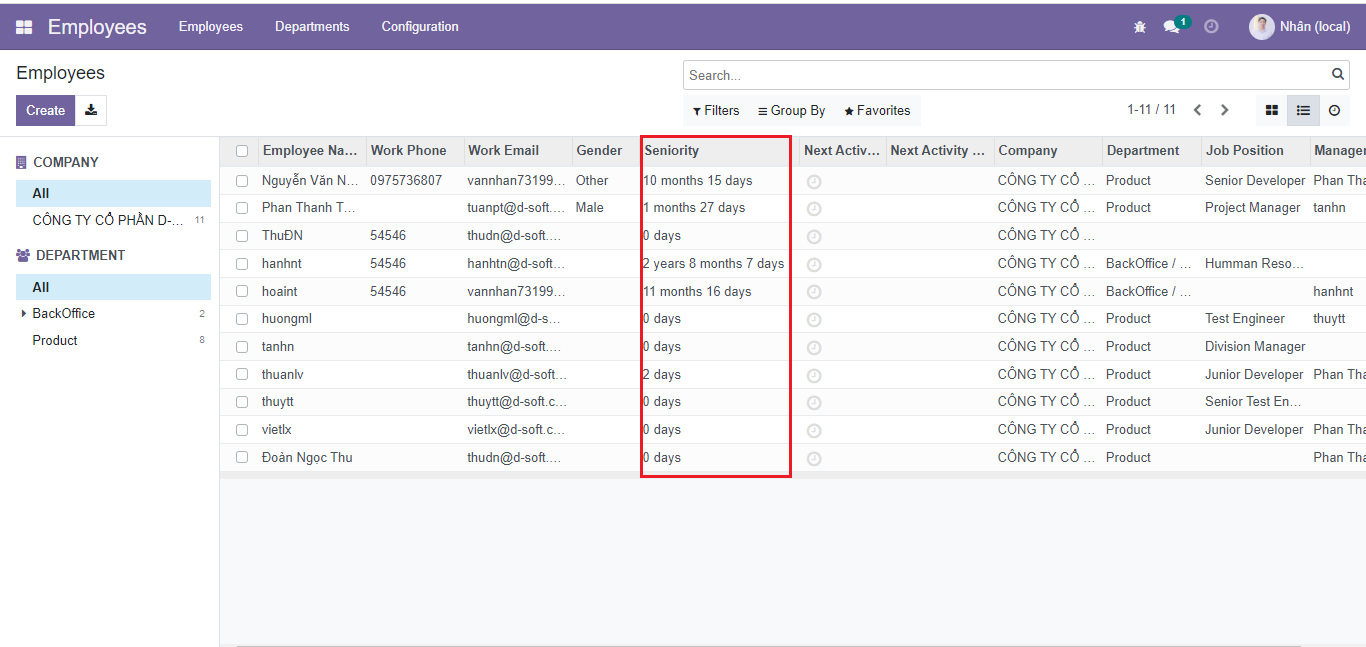 Employees Employees Departments Configuration 1 Nhân (local)
Employees
Search...
Create Filters Group By Favorites 1-11 / 11
COMPANY
All
CÔNG TY CỔ PHẦN D-... 11
DEPARTMENT
All
BackOffice 2
Product 8
Employee Na... Work Phone Work Email Gender Seniority Next Activ... Next Activity ... Company Department Job Position Manager
Nguyễn Văn N... 0975736807 vannhan73199... Other 10 months 15 days CÔNG TY CỔ ... Product Senior Developer Phan Tha
Phan Thanh T... tuanpt@d-soft.... Male 1 months 27 days CÔNG TY CỔ ... Product Project Manager tanhn
ThuĐN 54546 thudn@d-soft.... 0 days CÔNG TY CỔ ...
hanhnt 54546 hanhtn@d-soft... 2 years 8 months 7 days CÔNG TY CỔ ... BackOffice / ... Humman Reso...
hoaint 54546 vannhan73199... 11 months 16 days CÔNG TY CỔ ... BackOffice / ... hanhnt
huongml huongml@d-s... 0 days CÔNG TY CỔ ... Product Test Engineer thuytt
tanhn tanhn@d-soft.... 0 days CÔNG TY CỔ ... Product Division Manager
thuanlv thuanlv@d-soft... 2 days CÔNG TY CỔ ... Product Junior Developer Phan Tha
thuytt thuytt@d-soft.c... 0 days CÔNG TY CỔ ... Product Senior Test En...
vietlx vietlx@d-soft.c... 0 days CÔNG TY CỔ ... Product Junior Developer Phan Tha
Đoàn Ngọc Thu thudn@d-soft.... 0 days CÔNG TY CỔ ... Product Phan Tha